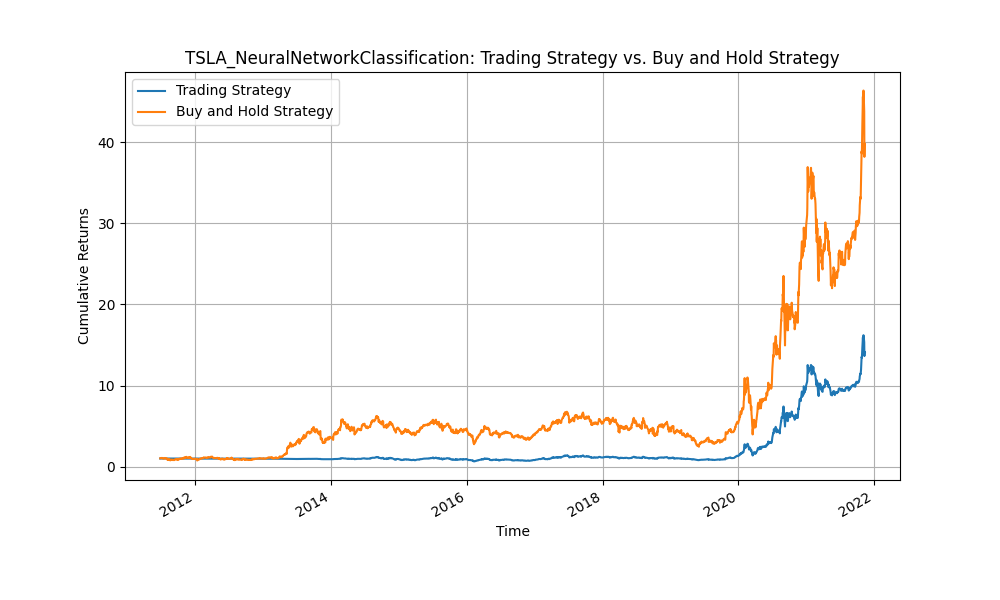 TSLA_NeuralNetworkClassification: Trading Strategy vs. Buy and Hold Strategy
Trading Strategy
Buy and Hold Strategy
40
30
20
10
0
Cumulative Returns
2012
2014
2016
2018
2020
2022
Time